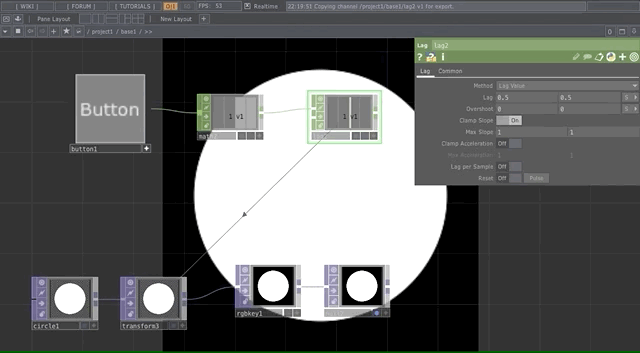 [ WIKI ] [ FORUM ] [ TUTORIALS ] O|I FPS: 53 Realtime 22:19:51 Copying channel /project1/base1/lag2 v1 for export.
Pane Layout New Layout
/ project1 / base1 / >>
Lag lag2
Lag Common
Method Lag Value
Lag 0.5 0.5
Overshoot 0 0
Clamp Slope On
Max Slope 1 1
Clamp Acceleration Off
Max Acceleration 1 1
Lag per Sample Off
Reset Off Pulse
Button
1 v1
1 v1
button1
circle1
transform3
rgbkey1